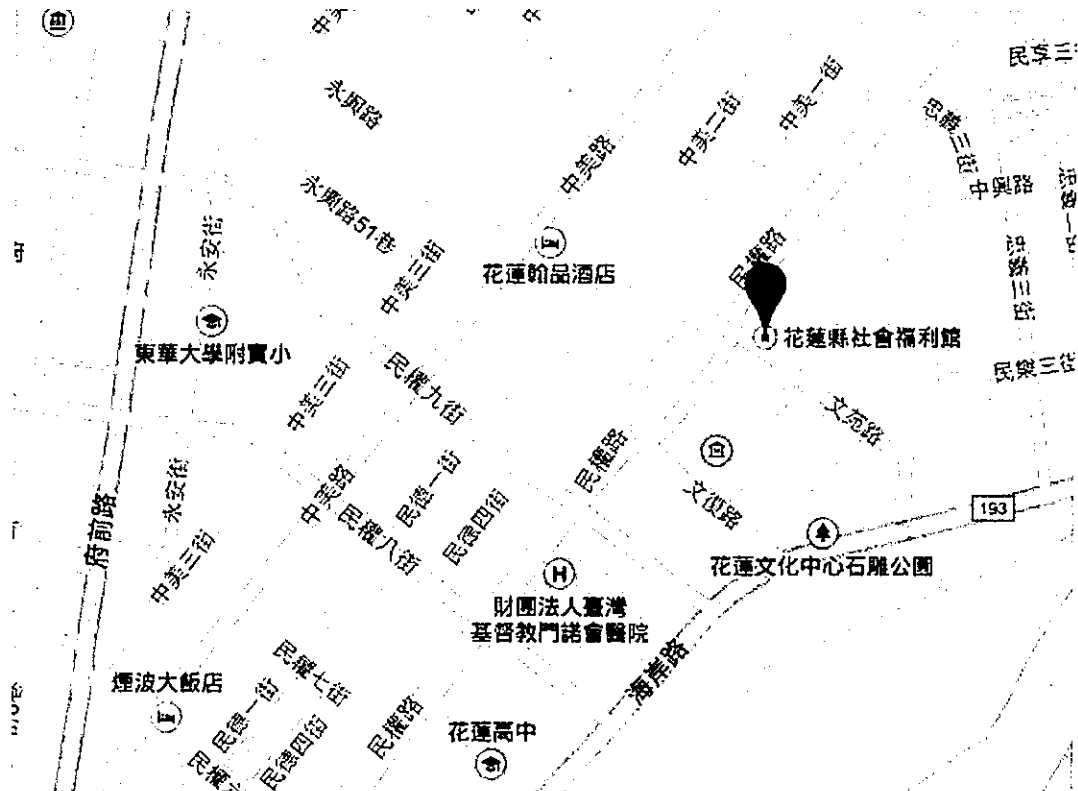 民享三
永興路
中美一街
中美二街
忠義三街
中美路
中興路
永興路51巷
永安街
中美三街
民權路
忠義三街
花蓮翰品酒店
花蓮縣社會福利館
東華大學附實小
民權九街
中美三街
民樂三街
文苑路
民權路
民德一街
永安街
中美路
文復路
民德四街
民權八街
193
府前路
中美三街
花蓮文化中心石雕公園
H
財團法人臺灣
基督教門諾會醫院
民權七街
海岸路
煙波大飯店
民德一街
民德四街
民權路
花蓮高中
民權